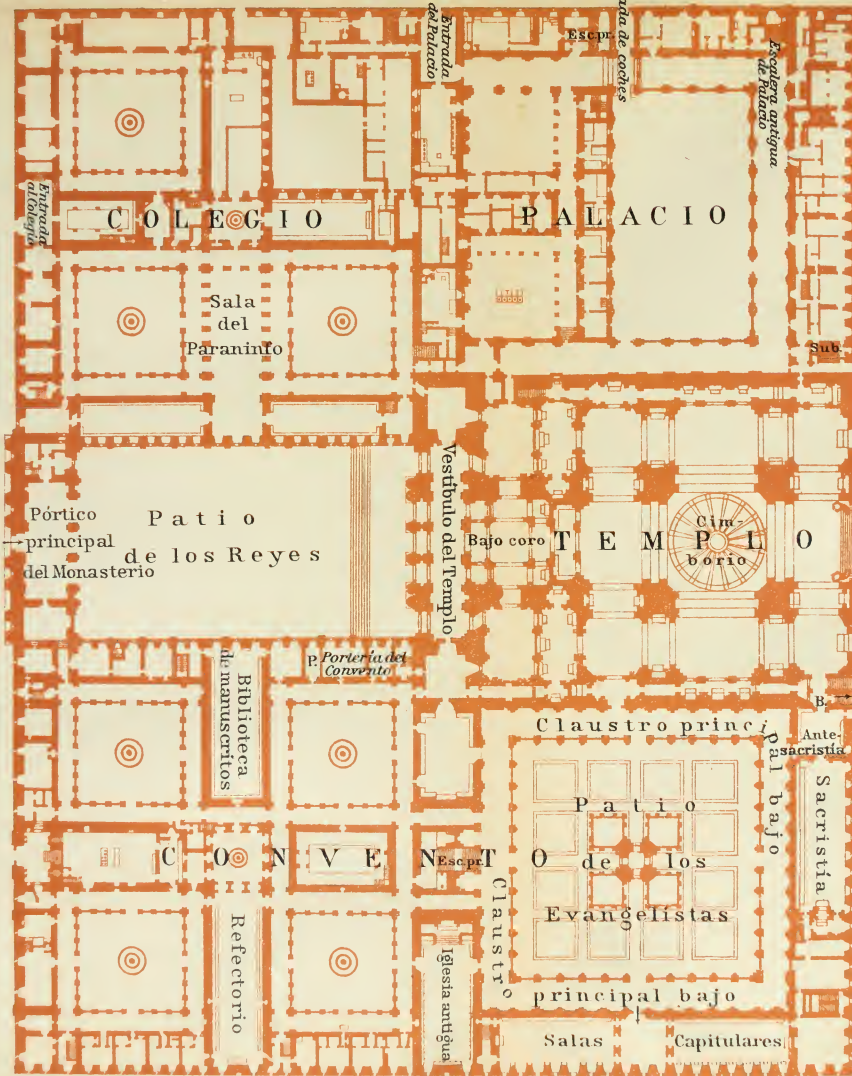 Entrada
del Palacio
Esc.pr.
ada de coches
Escalera antigua
de Palacio
Entrada
al Colegio
COLEGIO
PALACIO
Sala
del
Paraninfo
Sub.
Vestíbulo del Templo
Pórtico
principal
del Monasterio
Patio
de los Reyes
Bajo coro
TEMPLO
Cim-
borio
P. Portería del
Convento
Biblioteca
de manuscritos
B.
Claustro principal bajo
Ante-
sacristía
Sacristía
Patio
de los
Evangelistas
CONVENTO
Esc.pr.
Claustro principal bajo
Refectorio
Iglesia antigua
Salas Capitulares